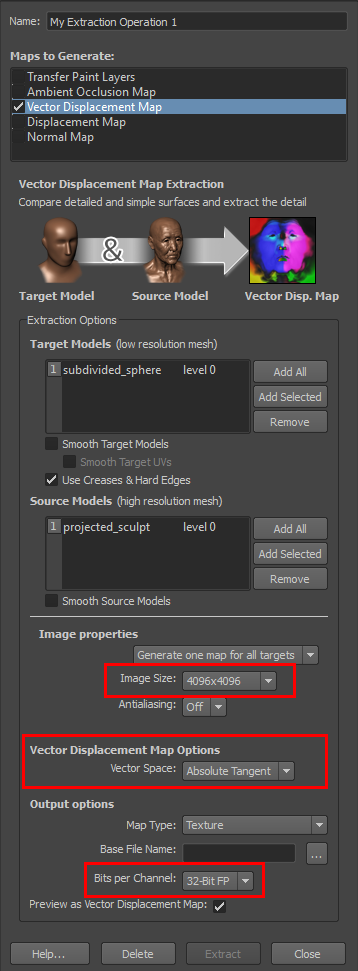 Name: My Extraction Operation 1
Maps to Generate:
Transfer Paint Layers
Ambient Occlusion Map
Vector Displacement Map
Displacement Map
Normal Map
Vector Displacement Map Extraction
Compare detailed and simple surfaces and extract the detail
&
Target Model Source Model Vector Disp. Map
Extraction Options
Target Models (low resolution mesh)
1 subdivided_sphere level 0
Add All
Add Selected
Remove
Smooth Target Models
Smooth Target UVs
Use Creases & Hard Edges
Source Models (high resolution mesh)
1 projected_sculpt level 0
Add All
Add Selected
Remove
Smooth Source Models
Image properties
Generate one map for all targets
Image Size: 4096x4096
Antialiasing: Off
Vector Displacement Map Options
Vector Space: Absolute Tangent
Output options
Map Type: Texture
Base File Name: ...
Bits per Channel: 32-Bit FP
Preview as Vector Displacement Map:
Help... Delete Extract Close